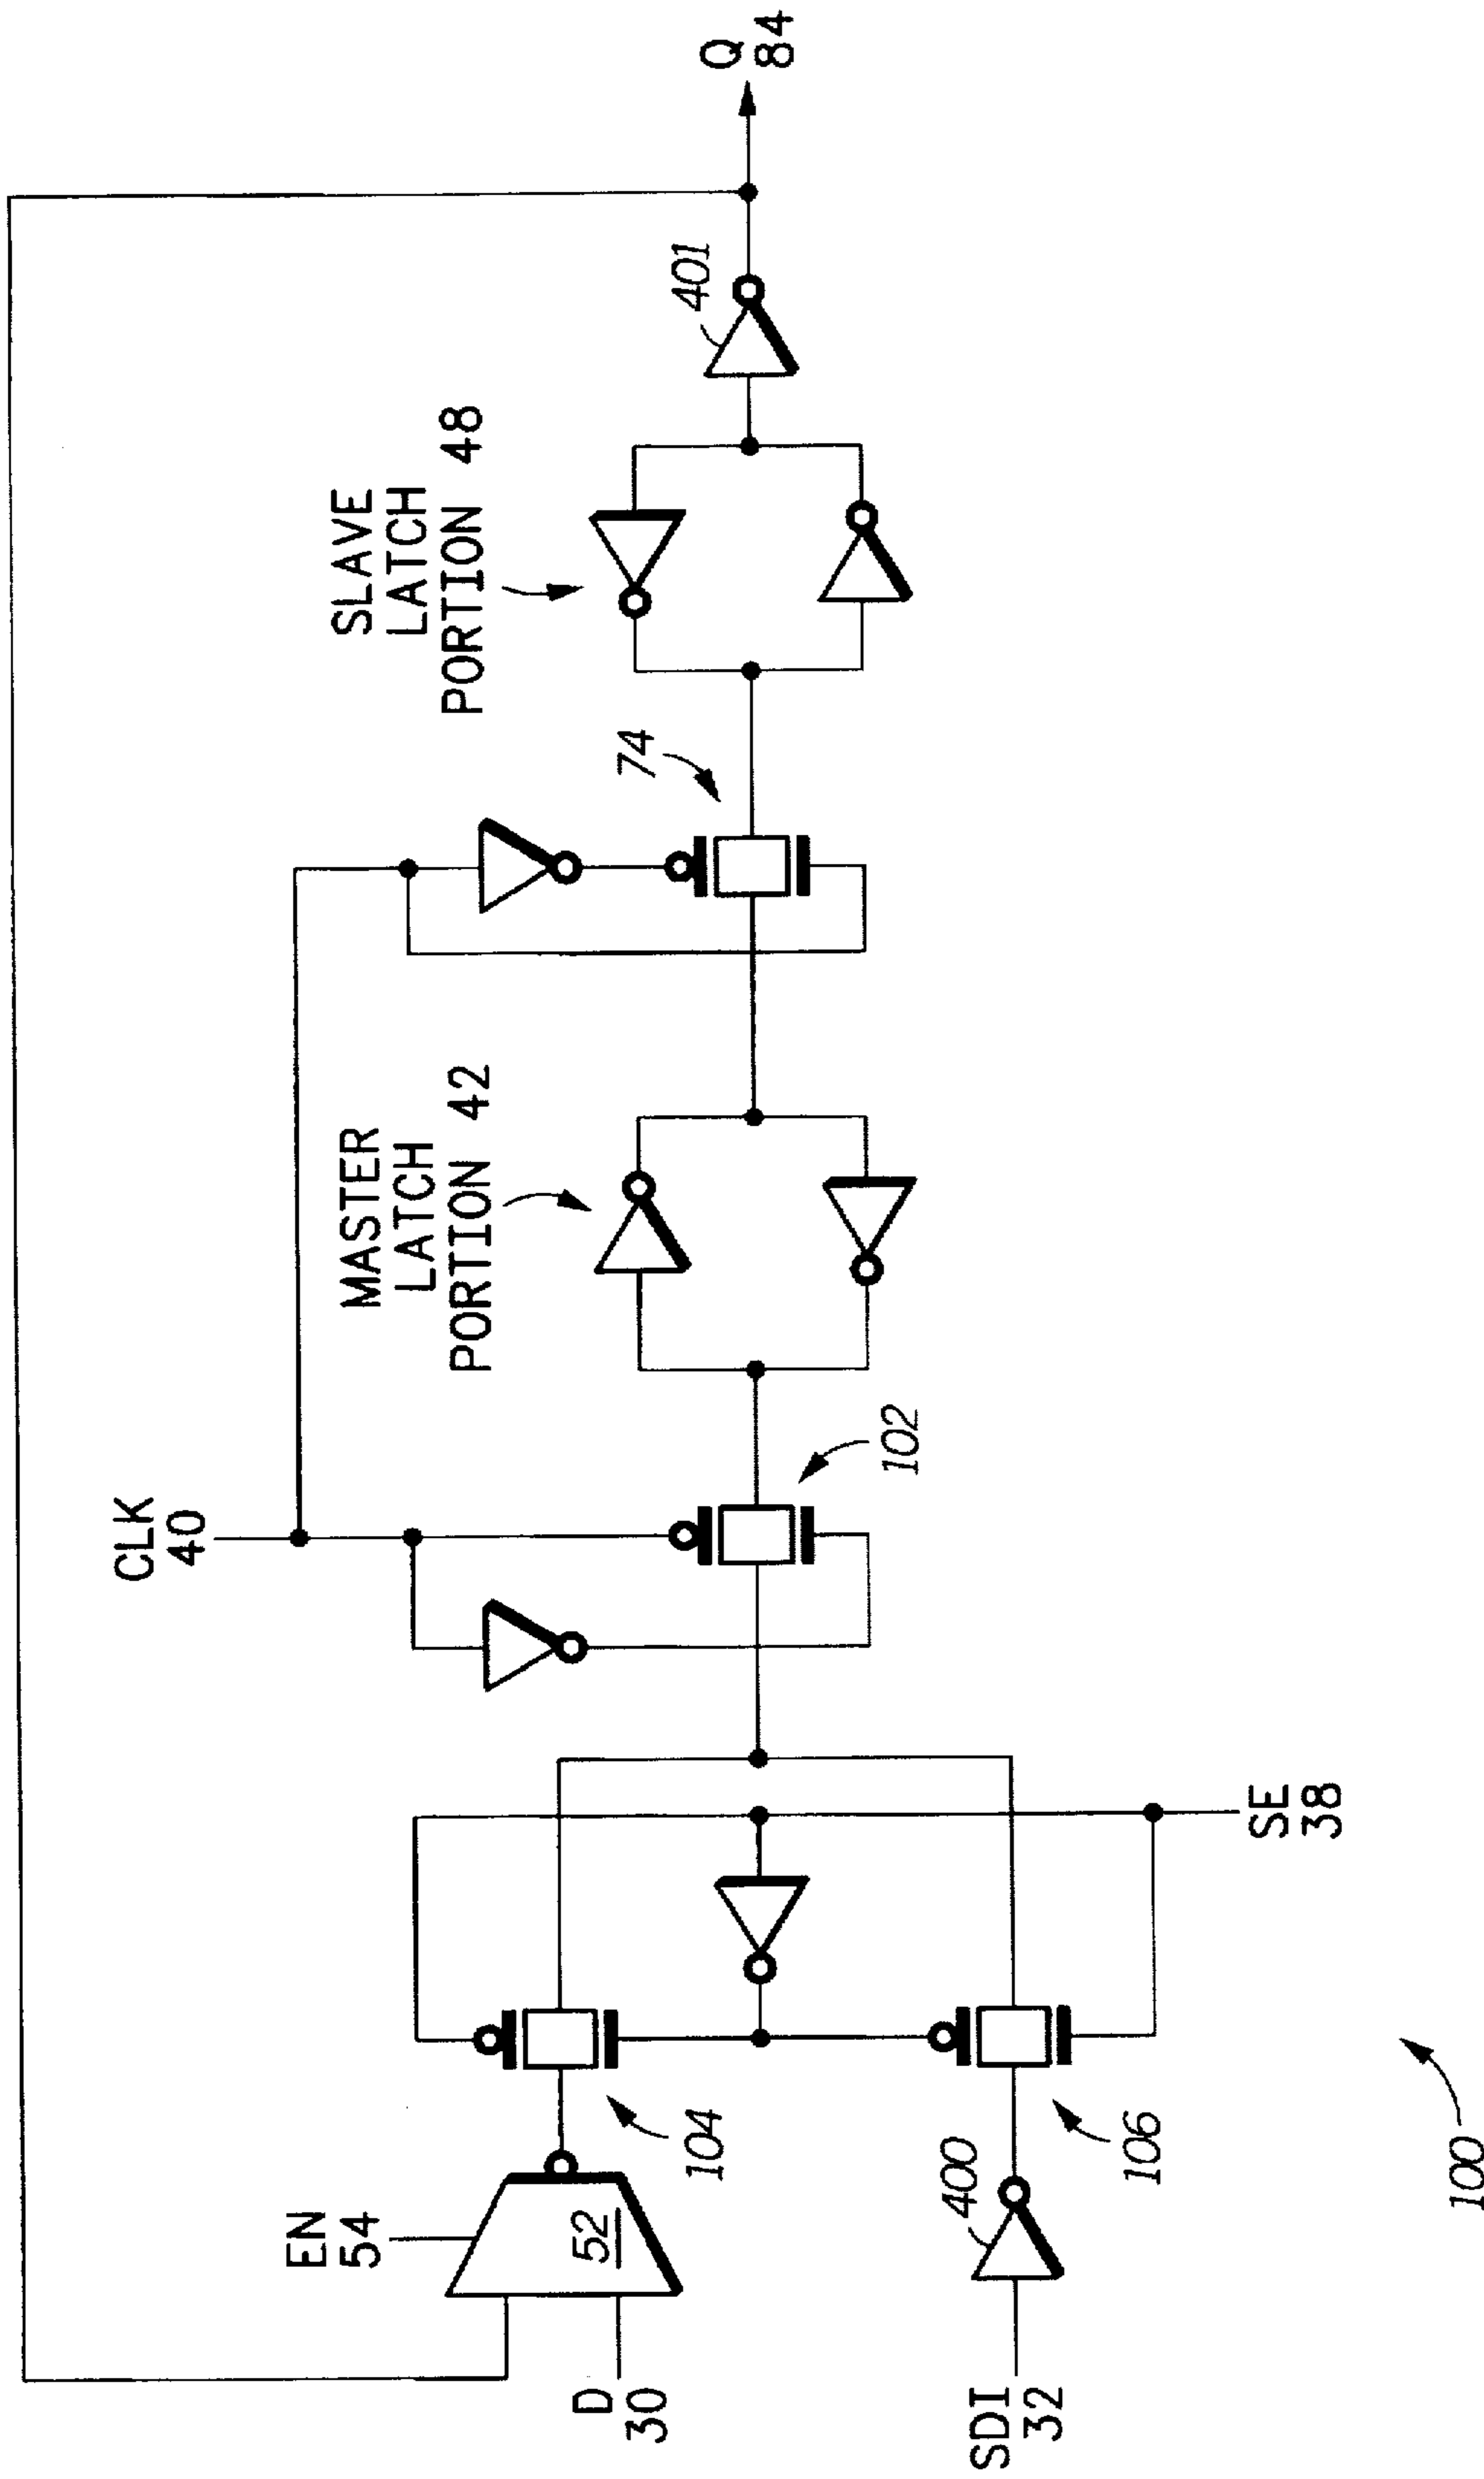 EN
54
D
30
SDI
32
52
400
104
106
SE
38
CLK
40
102
MASTER
LATCH
PORTION 42
74
SLAVE
LATCH
PORTION 48
401
Q
84
100